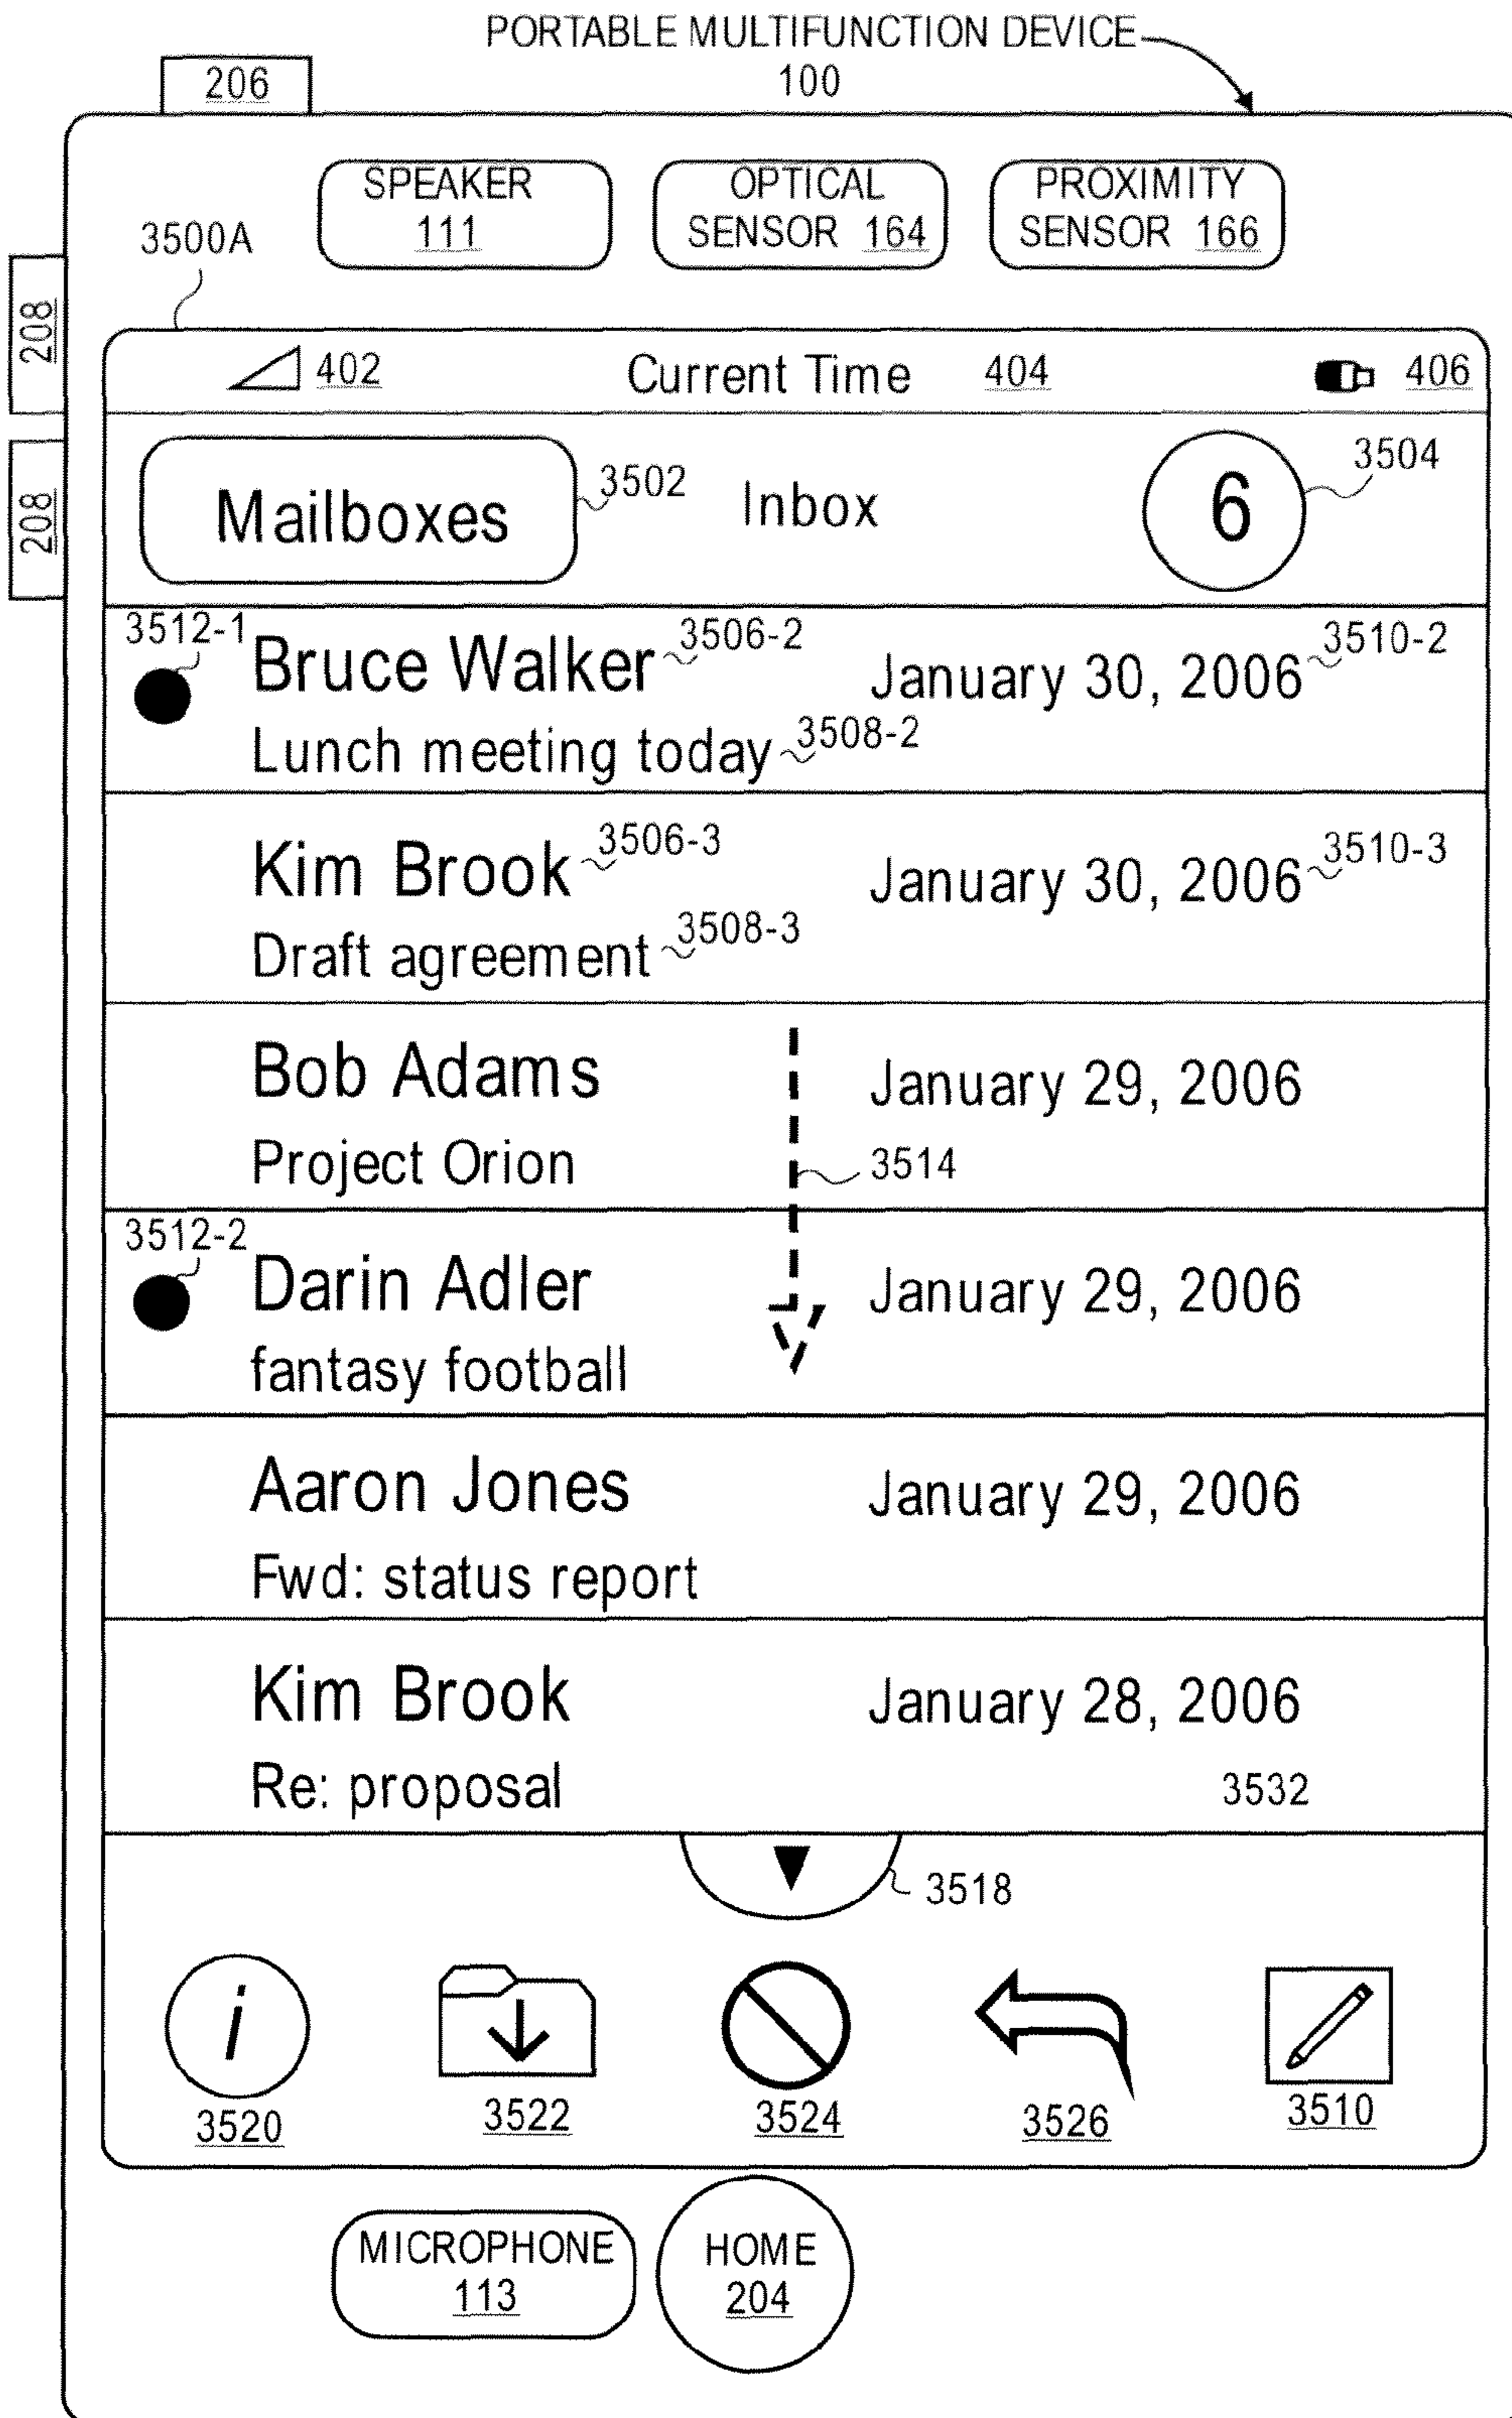 PORTABLE MULTIFUNCTION DEVICE
100
206
SPEAKER
111
OPTICAL
SENSOR 164
PROXIMITY
SENSOR 166
3500A
208
208
402 Current Time 404 406
Mailboxes 3502 Inbox 6 3504
3512-1 Bruce Walker 3506-2 January 30, 2006 3510-2
Lunch meeting today 3508-2
Kim Brook 3506-3 January 30, 2006 3510-3
Draft agreement 3508-3
Bob Adams January 29, 2006
Project Orion 3514
3512-2 Darin Adler January 29, 2006
fantasy football
Aaron Jones January 29, 2006
Fwd: status report
Kim Brook January 28, 2006
Re: proposal 3532
3518
i
3520 3522 3524 3526 3510
MICROPHONE
113
HOME
204